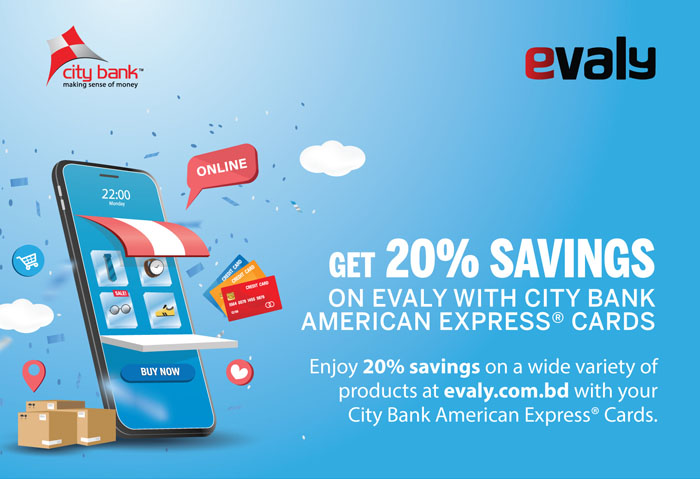 city bank™
making sense of money
evaly
ONLINE
22:00
Monday
SALE!
BUY NOW
CREDIT CARD
CREDIT CARD
CREDIT CARD
GET 20% SAVINGS
ON EVALY WITH CITY BANK
AMERICAN EXPRESS® CARDS
Enjoy 20% savings on a wide variety of
products at evaly.com.bd with your
City Bank American Express® Cards.